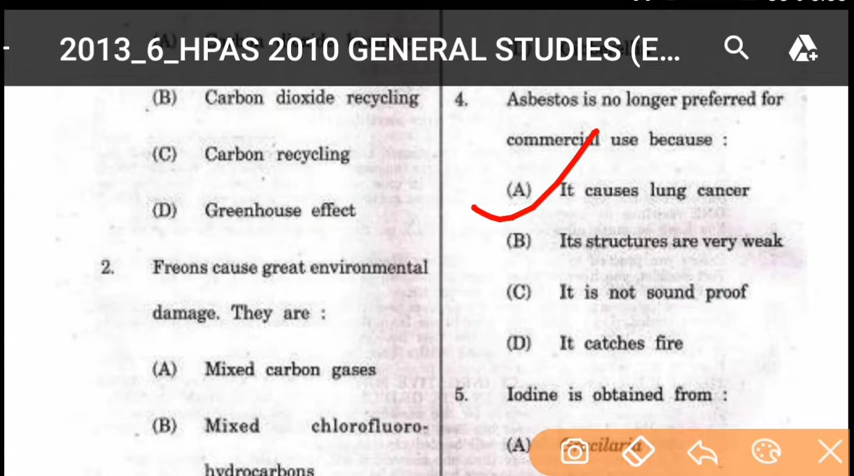 2013_6_HPAS 2010 GENERAL STUDIES (E...
(B) Carbon dioxide recycling
(C) Carbon recycling
(D) Greenhouse effect
2. Freons cause great environmental
damage. They are :
(A) Mixed carbon gases
(B) Mixed chlorofluoro-
hydrocarbons
4. Asbestos is no longer preferred for
commercial use because :
(A) It causes lung cancer
(B) Its structures are very weak
(C) It is not sound proof
(D) It catches fire
5. Iodine is obtained from :
(A)